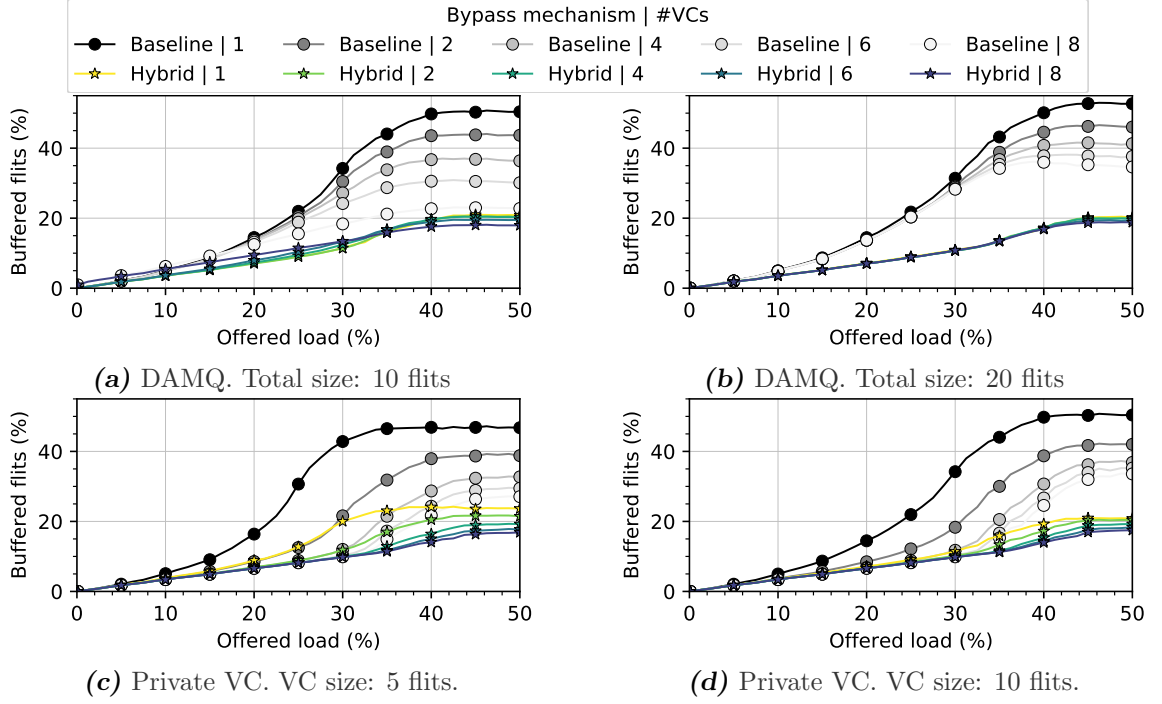 Bypass mechanism | #VCs
Baseline | 1 Baseline | 2 Baseline | 4 Baseline | 6 Baseline | 8
Hybrid | 1 Hybrid | 2 Hybrid | 4 Hybrid | 6 Hybrid | 8
Buffered flits (%)
40
20
0
0 10 20 30 40 50
Offered load (%)
(a) DAMQ. Total size: 10 flits
Buffered flits (%)
40
20
0
0 10 20 30 40 50
Offered load (%)
(b) DAMQ. Total size: 20 flits
Buffered flits (%)
40
20
0
0 10 20 30 40 50
Offered load (%)
(c) Private VC. VC size: 5 flits.
Buffered flits (%)
40
20
0
0 10 20 30 40 50
Offered load (%)
(d) Private VC. VC size: 10 flits.